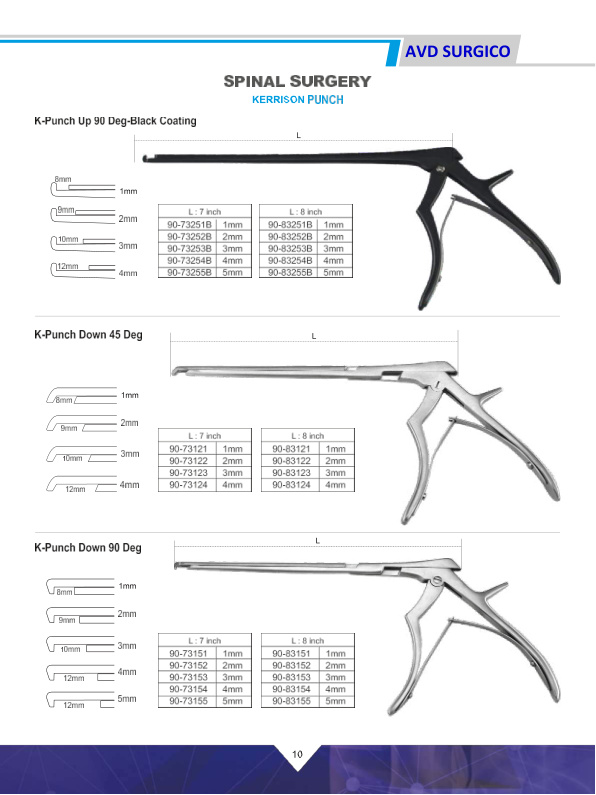 AVD SURGICO
SPINAL SURGERY
KERRISON PUNCH
K-Punch Up 90 Deg-Black Coating
L
8mm
1mm
9mm
2mm
10mm
3mm
12mm
4mm
L : 7 inch
90-73251B 1mm
90-73252B 2mm
90-73253B 3mm
90-73254B 4mm
90-73255B 5mm
L : 8 inch
90-83251B 1mm
90-83252B 2mm
90-83253B 3mm
90-83254B 4mm
90-83255B 5mm
K-Punch Down 45 Deg
L
8mm
1mm
9mm
2mm
10mm
3mm
12mm
4mm
L : 7 inch
90-73121 1mm
90-73122 2mm
90-73123 3mm
90-73124 4mm
L : 8 inch
90-83121 1mm
90-83122 2mm
90-83123 3mm
90-83124 4mm
K-Punch Down 90 Deg
L
8mm
1mm
9mm
2mm
10mm
3mm
12mm
4mm
12mm
5mm
L : 7 inch
90-73151 1mm
90-73152 2mm
90-73153 3mm
90-73154 4mm
90-73155 5mm
L : 8 inch
90-83151 1mm
90-83152 2mm
90-83153 3mm
90-83154 4mm
90-83155 5mm
10